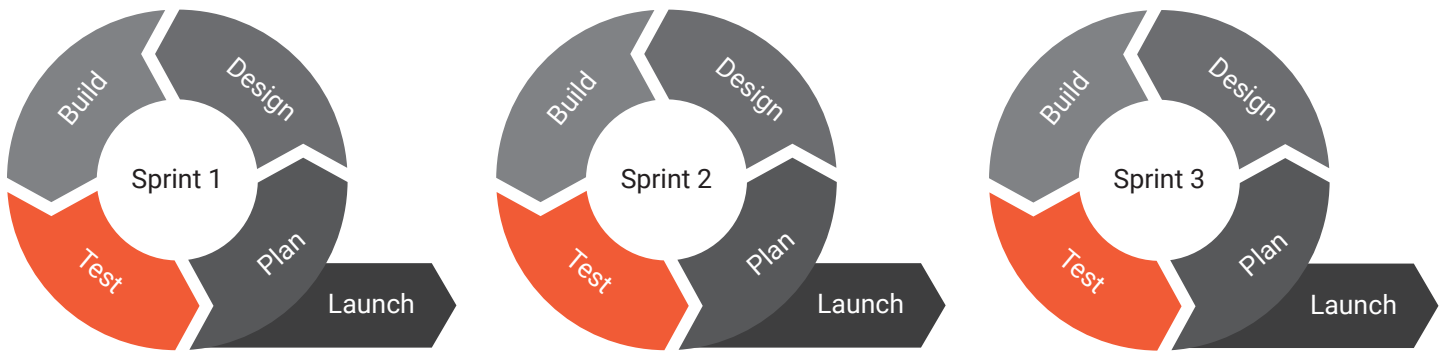 Build
Design
Sprint 1
Test
Plan
Launch
Build
Design
Sprint 2
Test
Plan
Launch
Build
Design
Sprint 3
Test
Plan
Launch